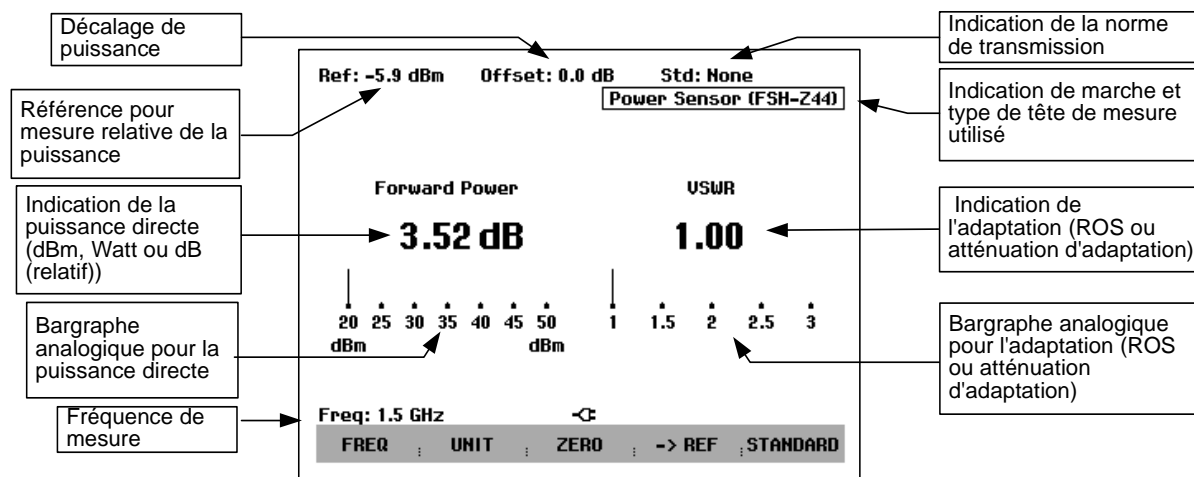 Décalage de
puissance
Indication de la norme
de transmission
Ref: -5.9 dBm Offset: 0.0 dB Std: None
Power Sensor (FSH-Z44)
Référence pour
mesure relative de la
puissance
Indication de marche et
type de tête de mesure
utilisé
Forward Power VSWR
3.52 dB 1.00
Indication de la
puissance directe
(dBm, Watt ou dB
(relatif))
Indication de
l'adaptation (ROS ou
atténuation d'adaptation)
20 25 30 35 40 45 50 1 1.5 2 2.5 3
dBm dBm
Bargraphe
analogique pour la
puissance directe
Bargraphe analogique
pour l'adaptation (ROS
ou atténuation
d'adaptation)
Fréquence de
mesure
Freq: 1.5 GHz
FREQ UNIT ZERO -> REF STANDARD